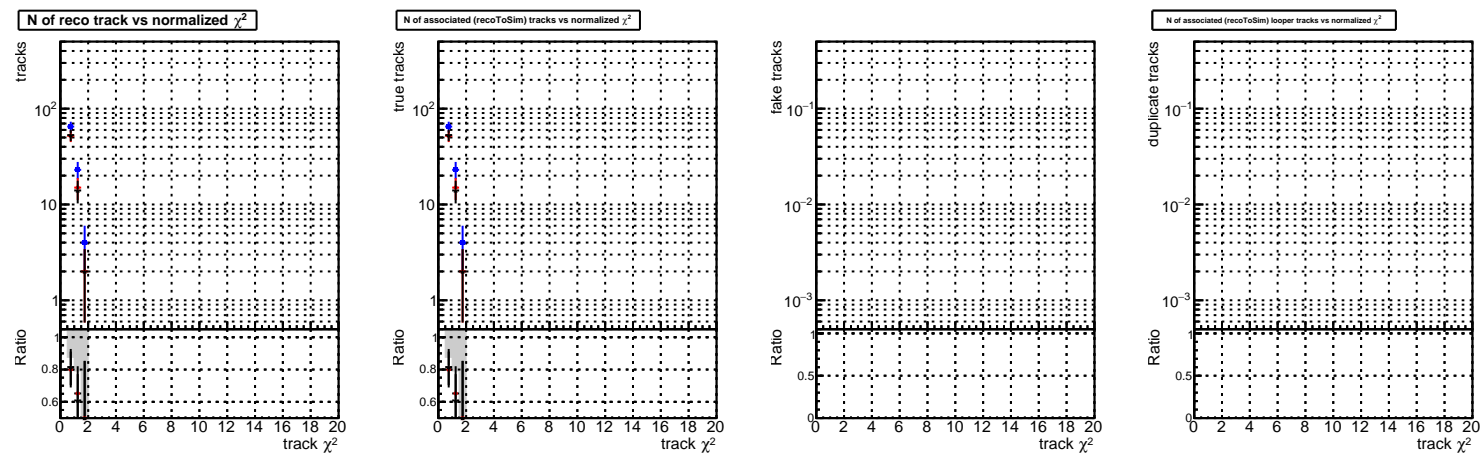 N of reco track vs normalized χ²
tracks
10²
10
1
Ratio
1
0.8
0.6
0 2 4 6 8 10 12 14 16 18 20
track χ²
N of associated (recoToSim) tracks vs normalized χ²
true tracks
10²
10
1
Ratio
1
0.8
0.6
0 2 4 6 8 10 12 14 16 18 20
track χ²
fake tracks
10⁻¹
10⁻²
10⁻³
Ratio
1
0.5
0
0 2 4 6 8 10 12 14 16 18 20
track χ²
N of associated (recoToSim) looper tracks vs normalized χ²
duplicate tracks
10⁻¹
10⁻²
10⁻³
Ratio
1
0.5
0
0 2 4 6 8 10 12 14 16 18 20
track χ²